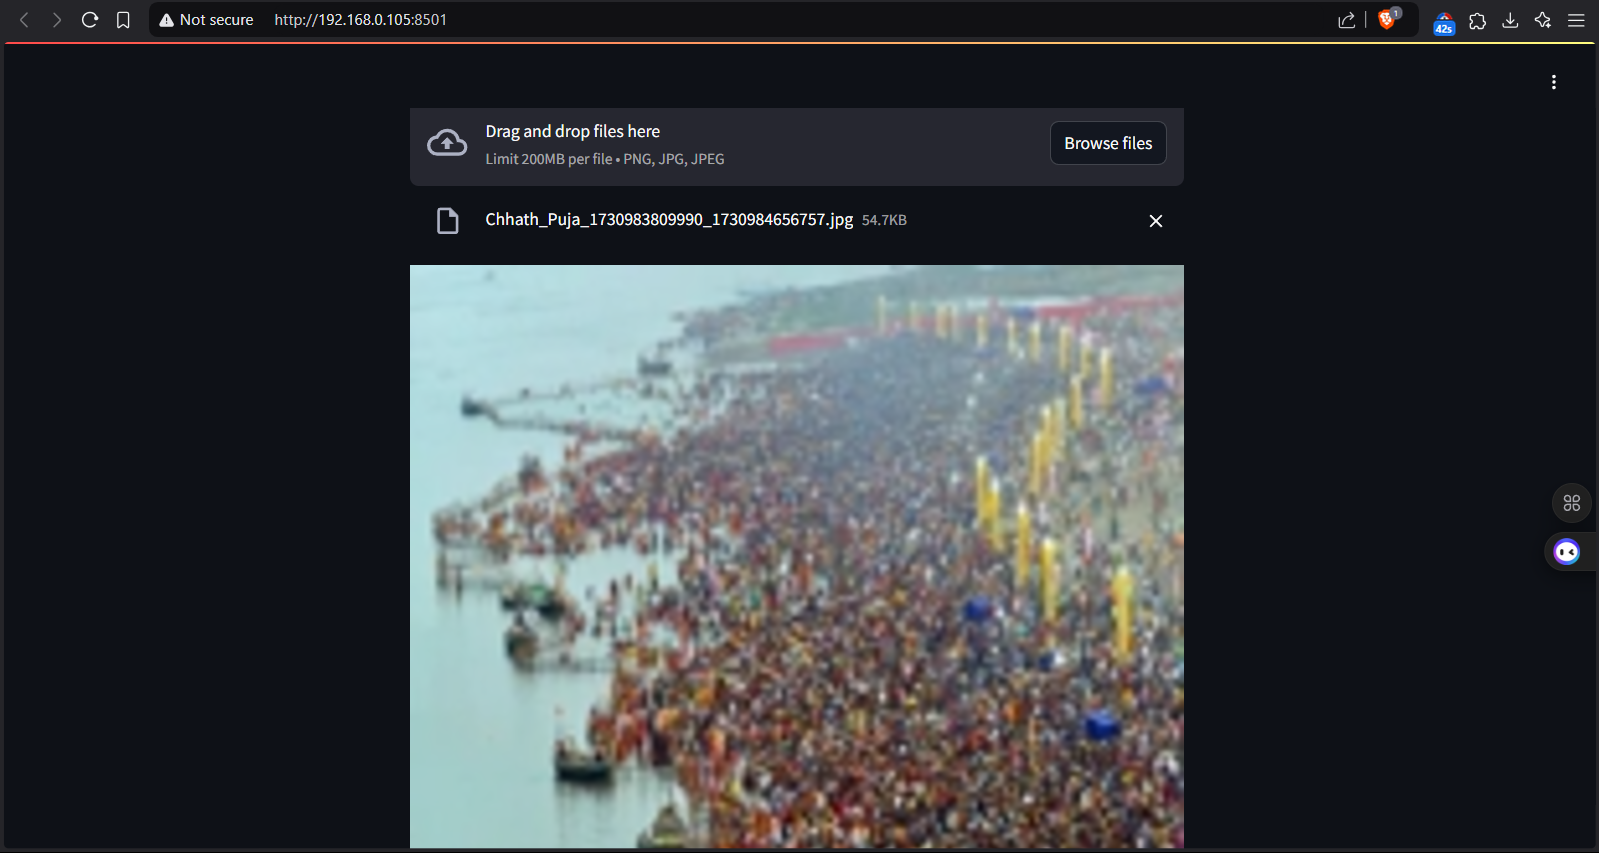 Not secure
http://192.168.0.105:8501
1
42s
Drag and drop files here
Limit 200MB per file • PNG, JPG, JPEG
Browse files
Chhath_Puja_1730983809990_1730984656757.jpg 54.7KB